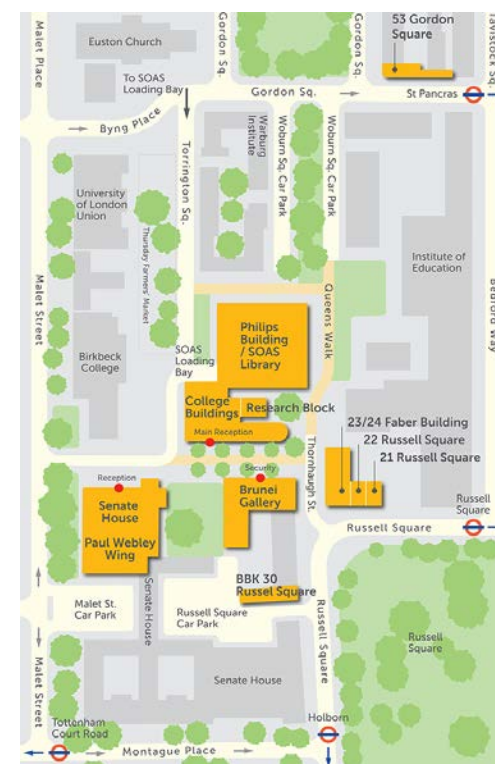 Malet Place
Euston Church
Gordon Sq.
Gordon Sq.
53 Gordon
Square
Tavistock Sq.
To SOAS
Loading Bay
Gordon Sq.
St Pancras
Byng Place
Torrington Sq.
Warburg
Institute
Woburn Sq. Car Park
Woburn Sq. Car Park
University
of London
Union
Thursday Farmers' Market
Institute of
Education
Bedford Way
Malet Street
Queens Walk
Birkbeck
College
SOAS
Loading
Bay
Philips
Building
/ SOAS
Library
College
Buildings
Research Block
Main Reception
23/24 Faber Building
22 Russell Square
21 Russell Square
Thornhaugh St.
Reception
Security
Senate
House
Paul Webley
Wing
Brunei
Gallery
Russell
Square
Russell Square
BBK 30
Russel Square
Senate House
Malet St.
Car Park
Russell Square
Car Park
Russell Square
Russell
Square
Malet Street
Senate House
Tottenham
Court Road
Holborn
Montague Place